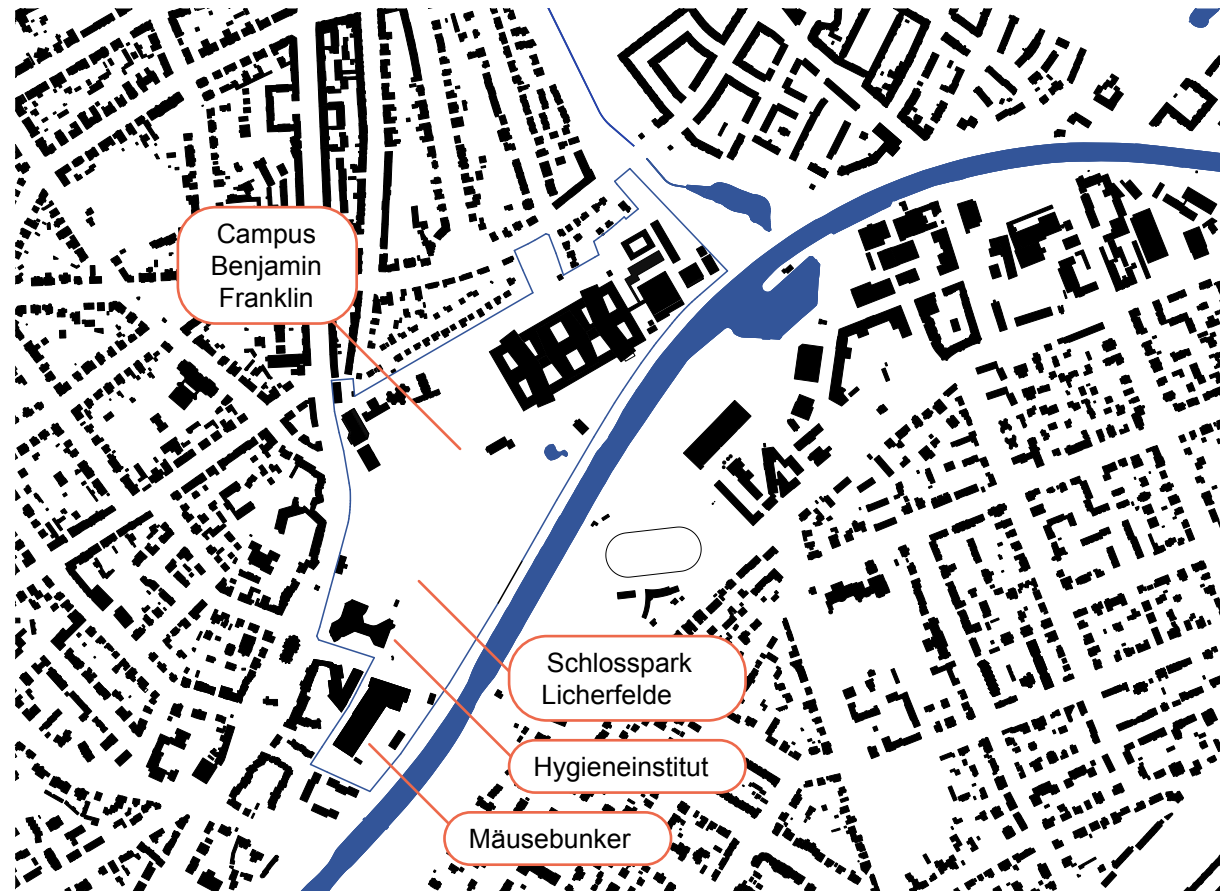 Campus
Benjamin
Franklin
Schlosspark
Licherfelde
Hygieneinstitut
Mäusebunker